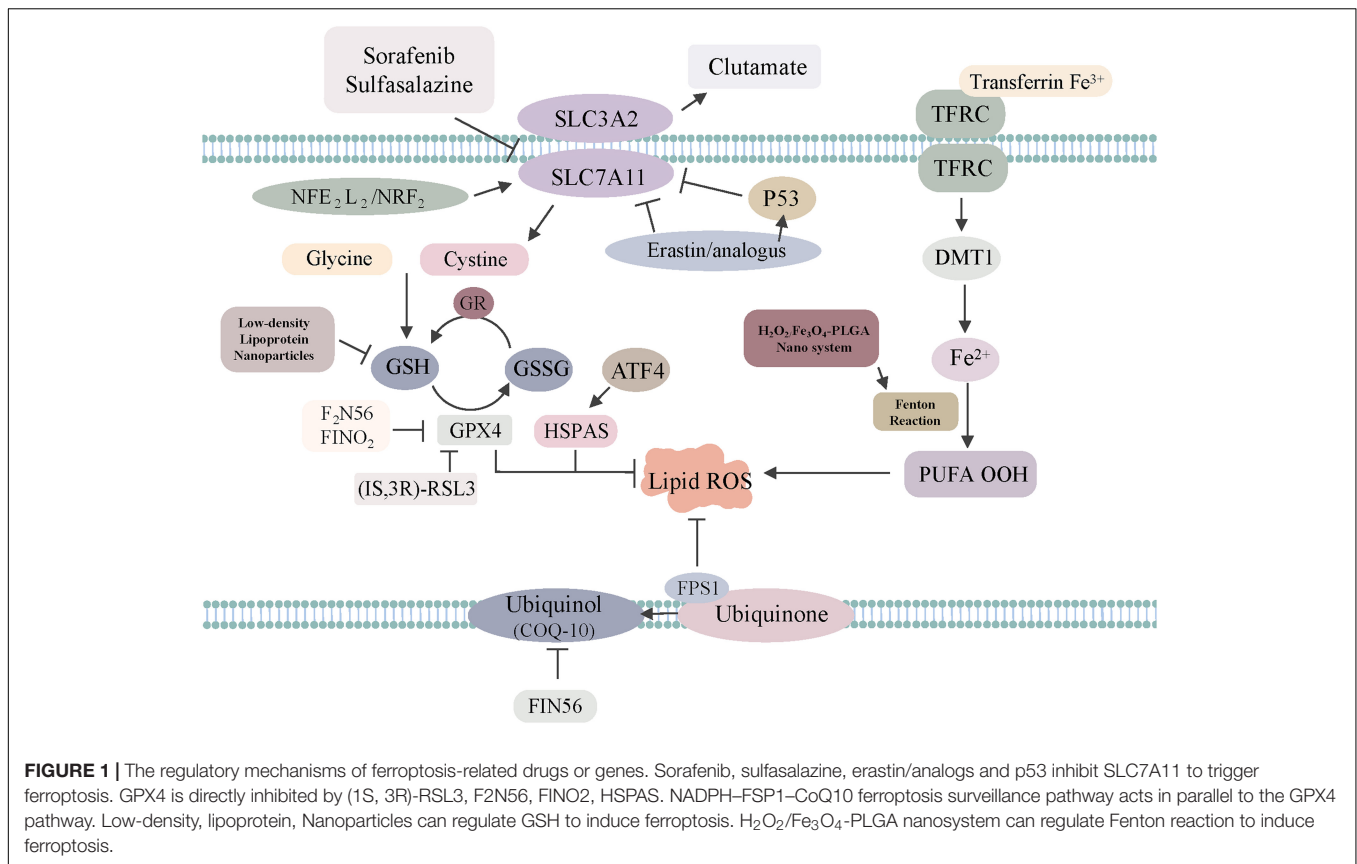 Sorafenib
Sulfasalazine
Clutamate
Transferrin Fe³⁺
TFRC
SLC3A2
TFRC
SLC7A11
NFE₂L₂/NRF₂
P53
Erastin/analogus
DMT1
Glycine
Cystine
GR
Low-density
Lipoprotein
Nanoparticles
GSH
GSSG
ATF4
H₂O₂/Fe₃O₄-PLGA
Nano system
Fe²⁺
Fenton
Reaction
F₂N56
FINO₂
GPX4
HSPAS
(IS,3R)-RSL3
Lipid ROS
PUFA OOH
FPS1
Ubiquinol
(COQ-10)
Ubiquinone
FIN56
FIGURE 1 | The regulatory mechanisms of ferroptosis-related drugs or genes. Sorafenib, sulfasalazine, erastin/analogs and p53 inhibit SLC7A11 to trigger
ferroptosis. GPX4 is directly inhibited by (1S, 3R)-RSL3, F2N56, FINO2, HSPAS. NADPH–FSP1–CoQ10 ferroptosis surveillance pathway acts in parallel to the GPX4
pathway. Low-density, lipoprotein, Nanoparticles can regulate GSH to induce ferroptosis. H₂O₂/Fe₃O₄-PLGA nanosystem can regulate Fenton reaction to induce
ferroptosis.